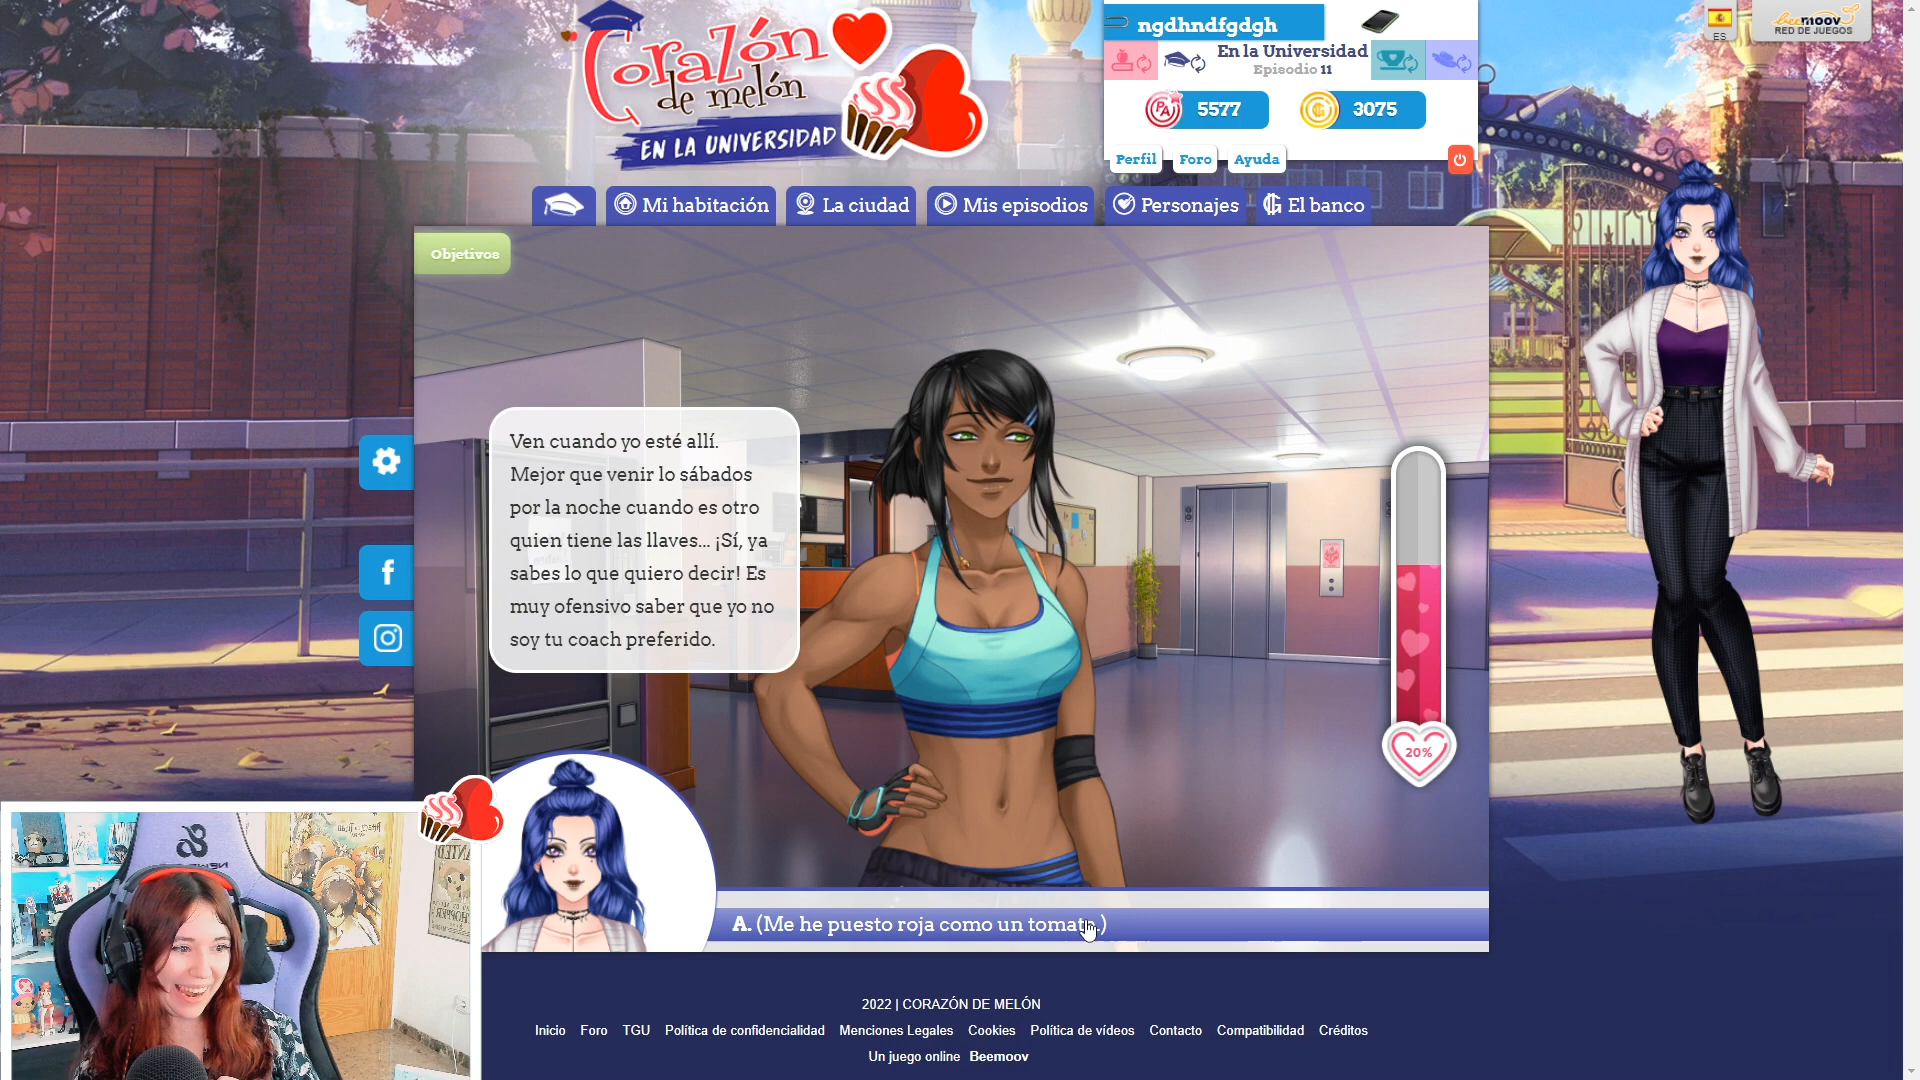 Corazón
de melón
EN LA UNIVERSIDAD
ngdhndfgdgh
En la Universidad
Episodio 11
PA
5577
3075
Perfil
Foro
Ayuda
ES
beemoov
RED DE JUEGOS
Mi habitación
La ciudad
Mis episodios
Personajes
El banco
Objetivos
Ven cuando yo esté allí.
Mejor que venir lo sábados
por la noche cuando es otro
quien tiene las llaves... ¡Sí, ya
sabes lo que quiero decir! Es
muy ofensivo saber que yo no
soy tu coach preferido.
20%
A. (Me he puesto roja como un tomate.)
2022 | CORAZÓN DE MELÓN
Inicio Foro TGU Política de confidencialidad Menciones Legales Cookies Política de vídeos Contacto Compatibilidad Créditos
Un juego online Beemoov